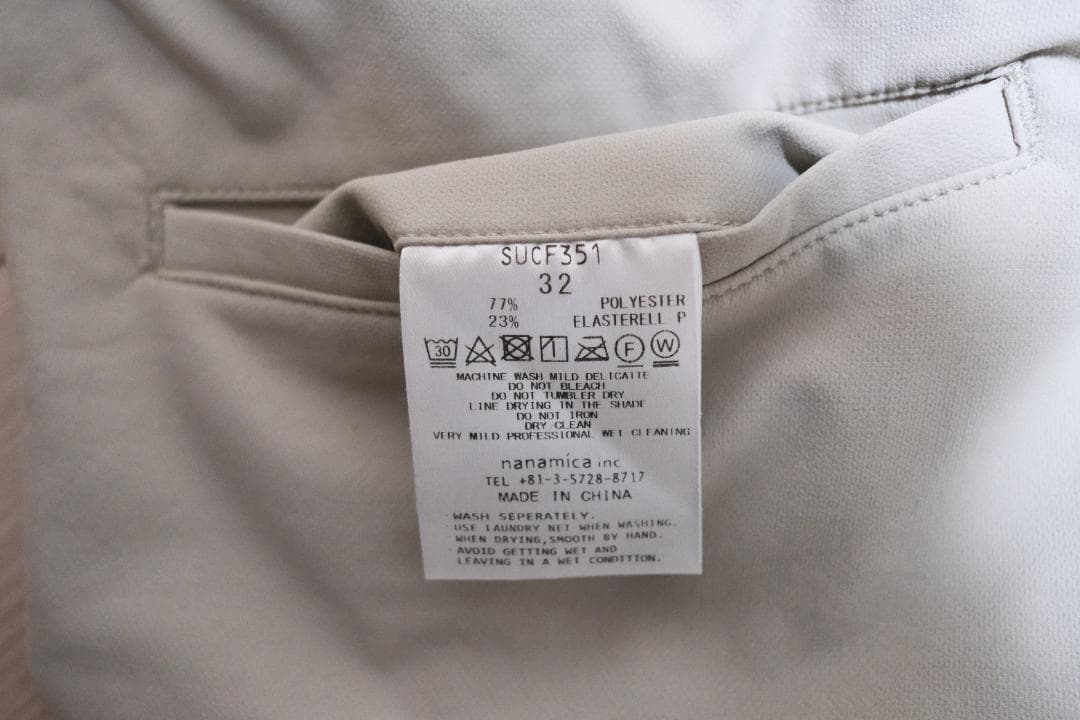 SUCF351
32
77% POLYESTER
23% ELASTERELL P
30 F W
MACHINE WASH MILD DELICATTE
DO NOT BLEACH
DO NOT TUMBLER DRY
LINE DRYING IN THE SHADE
DO NOT IRON
DRY CLEAN
VERY MILD PROFESSIONAL WET CLEANING
nanamica inc
TEL +81-3-5728-8717
MADE IN CHINA
·WASH SEPERATELY.
·USE LAUNDRY NET WHEN WASHING.
·WHEN DRYING,SMOOTH BY HAND.
·AVOID GETTING WET AND
LEAVING IN A WET CONDITION.